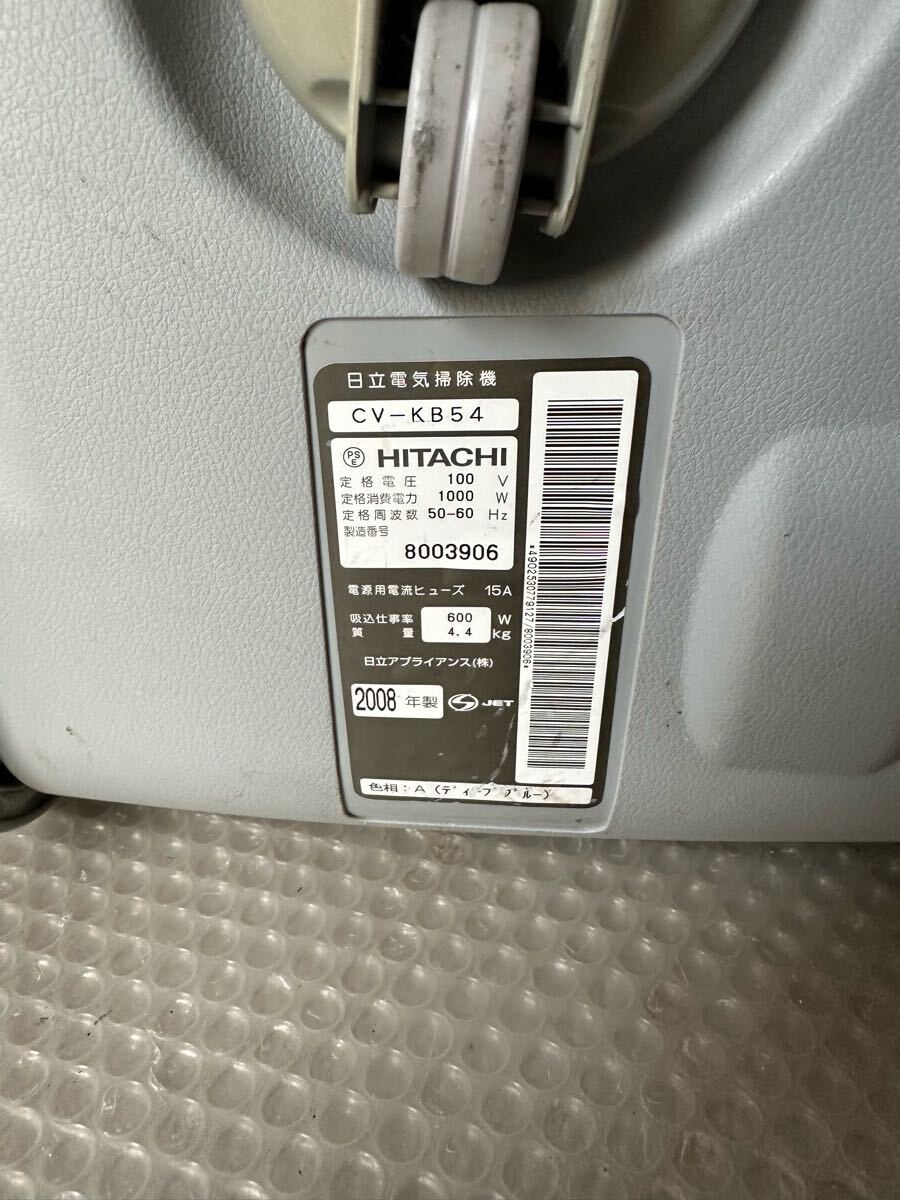 日立電気掃除機
CV-KB54
PSE HITACHI
定格電圧 100 V
定格消費電力 1000 W
定格周波数 50-60 Hz
製造番号
8003906
電源用電流ヒューズ 15A
吸込仕事率 600 W
質量 4.4 kg
日立アプライアンス(株)
2008 年製 JET
色相:A (ディープブルー)
*4902530779127/8003906*